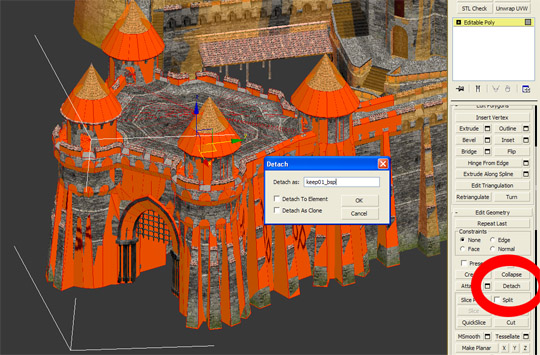 STL Check Unwrap UVW
Editable Poly
Edit Polygons
Insert Vertex
Extrude Outline
Bevel Inset
Bridge Flip
Hinge From Edge
Extrude Along Spline
Edit Triangulation
Retriangulate Turn
Edit Geometry
Repeat Last
Constraints
None Edge
Face Normal
Prese
Cre Collapse
Atta Detach
Slice P Split
Slice
QuickSlice Cut
MSmooth Tessellate
Make Planar X Y Z
Detach
Detach as: keep01_bsp
Detach To Element OK
Detach As Clone Cancel